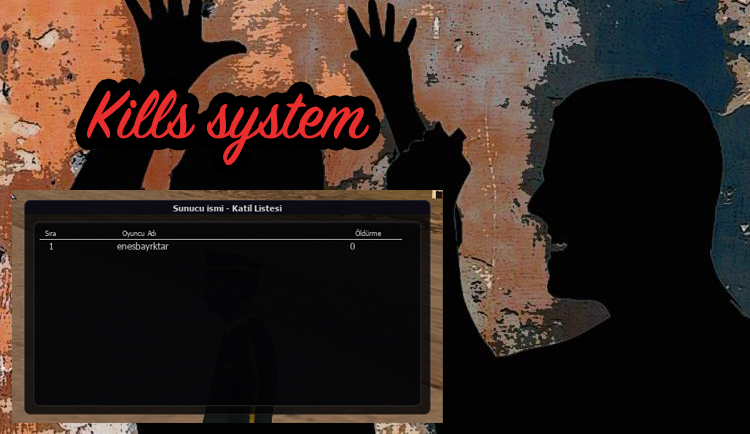 Kills system
Sunucu ismi - Katil Listesi
Sıra Oyuncu Adı Öldürme
1 enesbayrktar 0